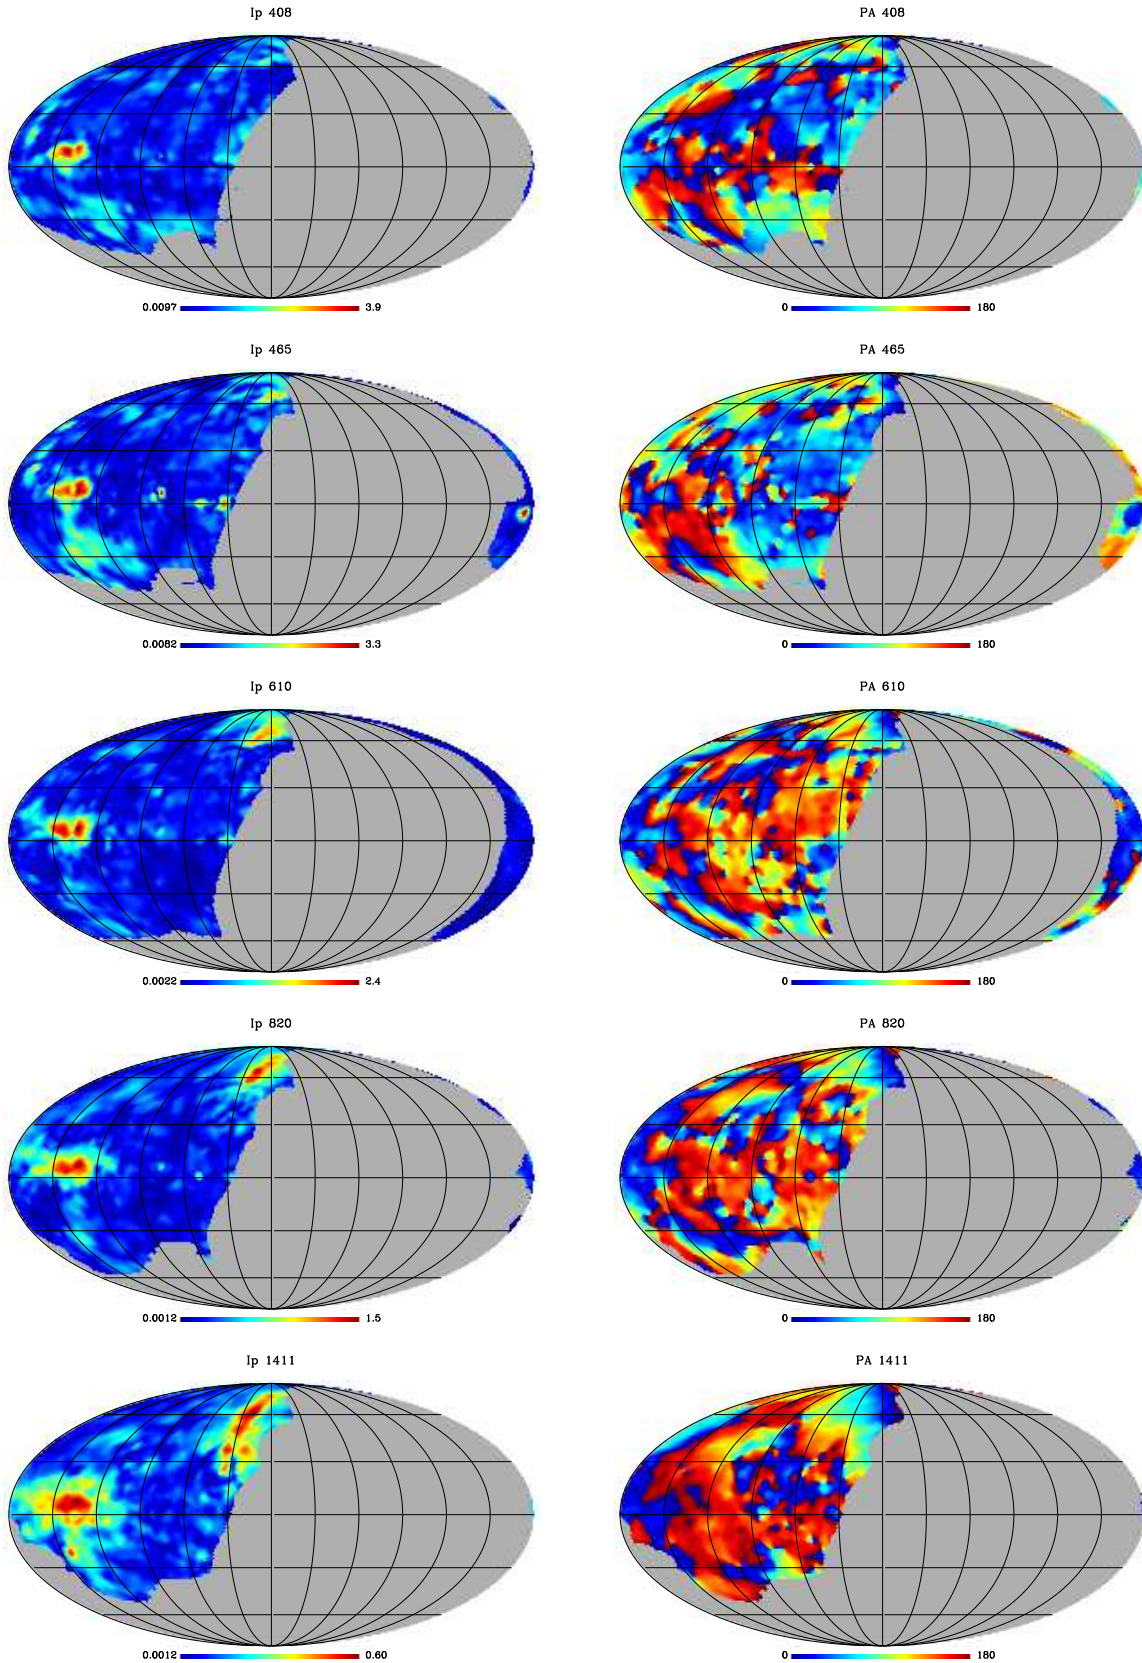 Ip 408
PA 408
0.0097 3.9
0 180
Ip 465
PA 465
0.0082 3.3
0 180
Ip 610
PA 610
0.0022 2.4
0 180
Ip 820
PA 820
0.0012 1.5
0 180
Ip 1411
PA 1411
0.0012 0.60
0 180